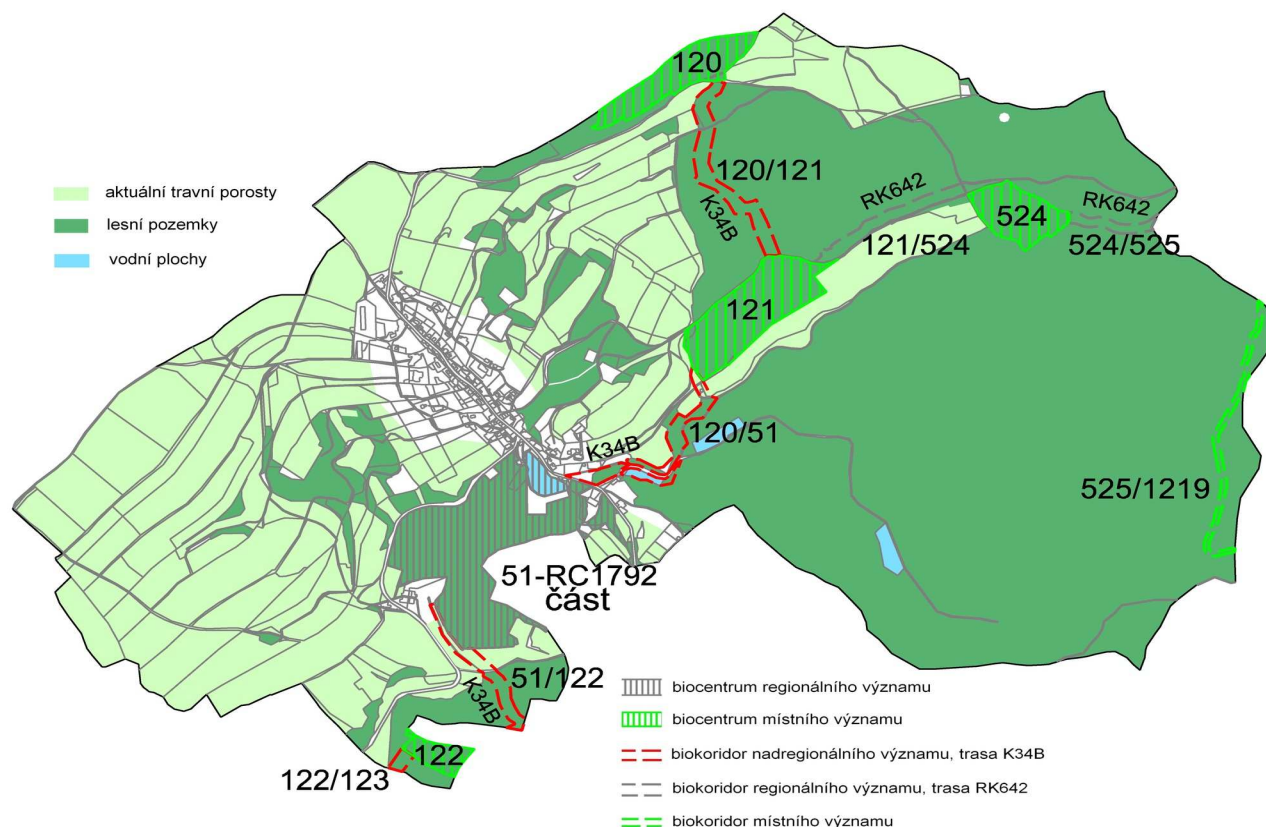 120
aktuální travní porosty
lesní pozemky
vodní plochy
120/121
K34B
RK642
524
RK642
121/524
524/525
121
120/51
K34B
525/1219
51-RC1792
část
51/122
K34B
122
122/123
biocentrum regionálního významu
biocentrum místního významu
biokoridor nadregionálního významu, trasa K34B
biokoridor regionálního významu, trasa RK642
biokoridor místního významu